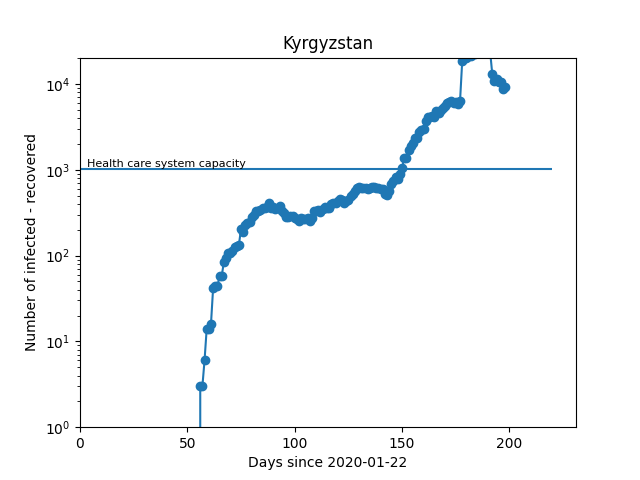 Kyrgyzstan
Number of infected - recovered
10^4
10^3
10^2
10^1
10^0
Health care system capacity
0 50 100 150 200
Days since 2020-01-22